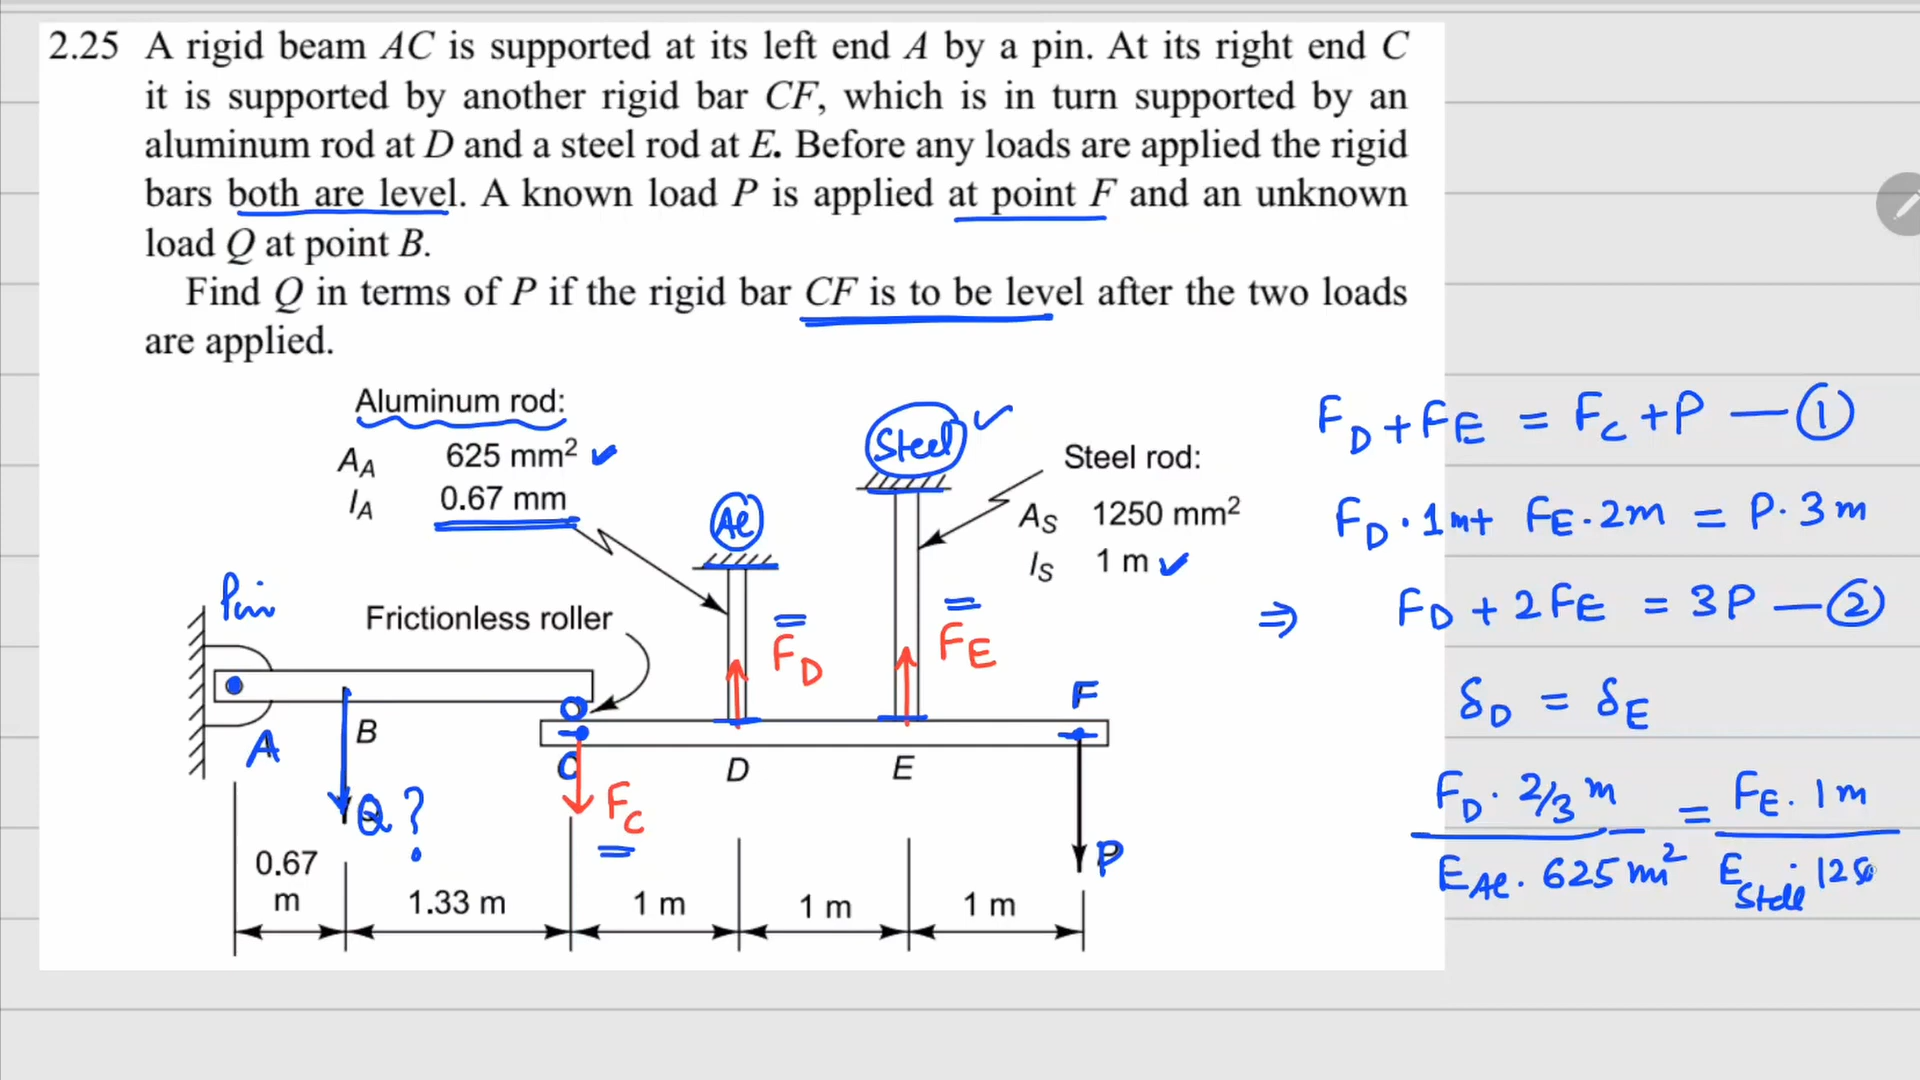 2.25 A rigid beam AC is supported at its left end A by a pin. At its right end C
it is supported by another rigid bar CF, which is in turn supported by an
aluminum rod at D and a steel rod at E. Before any loads are applied the rigid
bars both are level. A known load P is applied at point F and an unknown
load Q at point B.
Find Q in terms of P if the rigid bar CF is to be level after the two loads
are applied.
Aluminum rod:
A_A 625 mm²
l_A 0.67 mm
Steel
Steel rod:
A_S 1250 mm²
l_S 1 m
Al
Pin
Frictionless roller
F_D
F_E
A
B
Q?
C
F_C
D
E
F
P
0.67 m
1.33 m
1 m
1 m
1 m
F_D + F_E = F_C + P — ①
F_D · 1m + F_E · 2m = P · 3m
⇒ F_D + 2F_E = 3P — ②
δ_D = δ_E
F_D · 2/3 m = F_E · 1m
E_Al · 625 m² E_Steel · 125